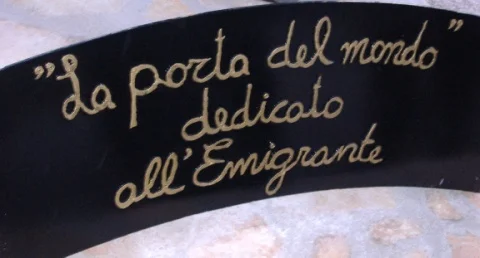 "La porta del mondo"
dedicato
all'Emigrante